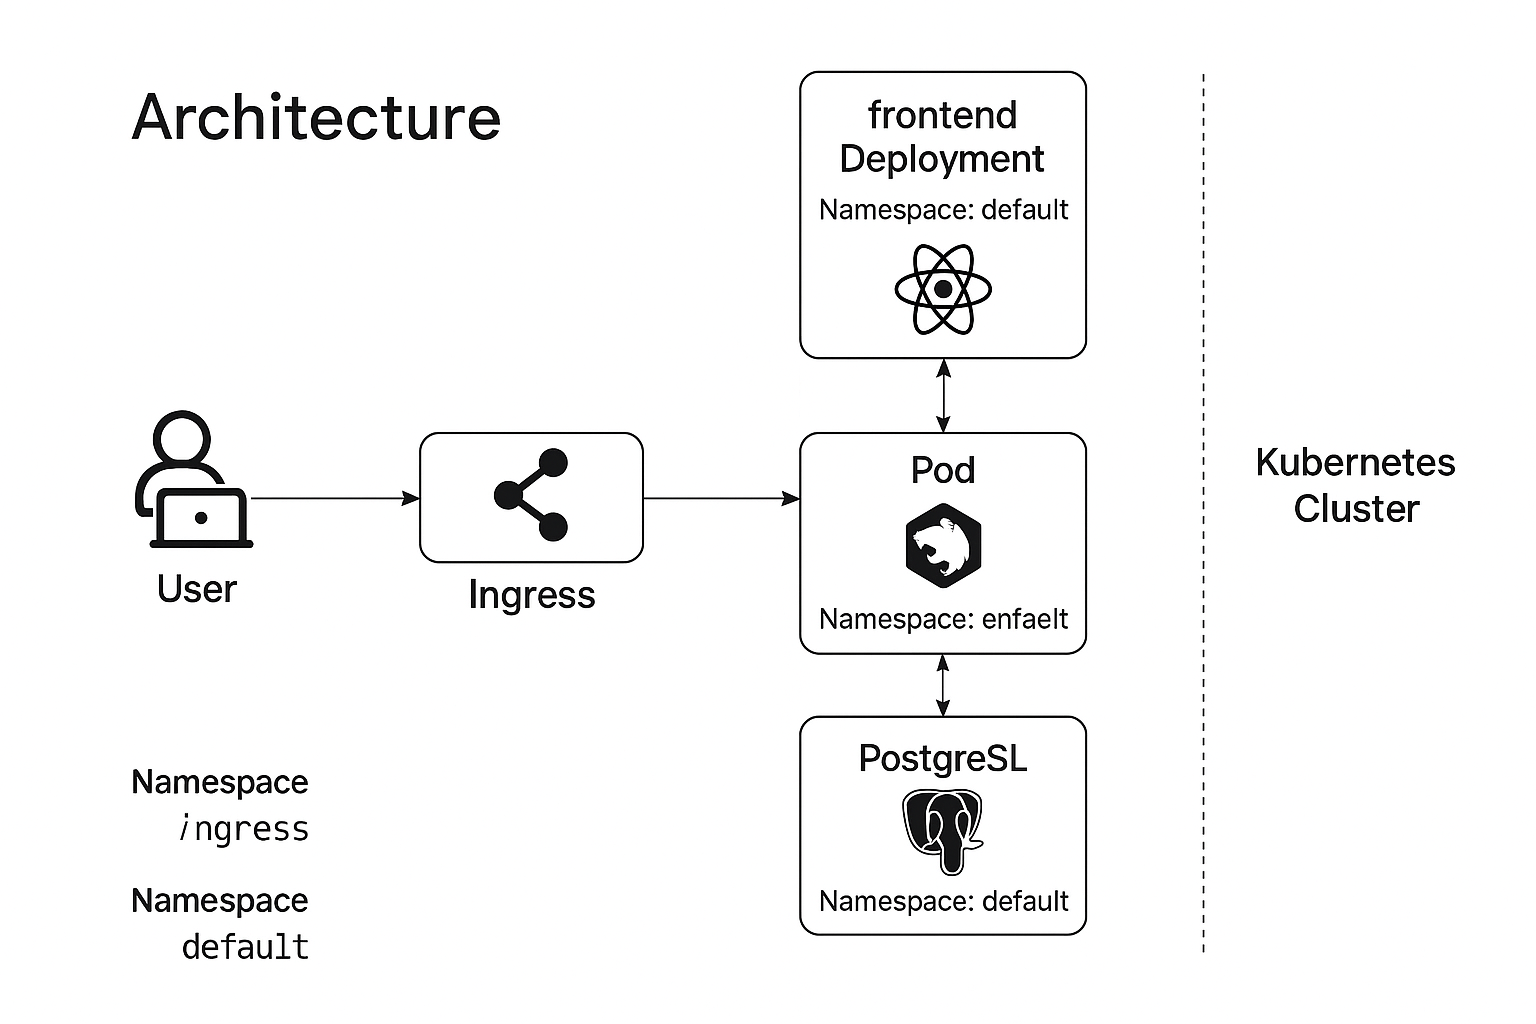 Architecture
frontend
Deployment
Namespace: default
User
Ingress
Pod
Namespace: enfaelt
PostgreSL
Namespace: default
Kubernetes
Cluster
Namespace
ingress
Namespace
default